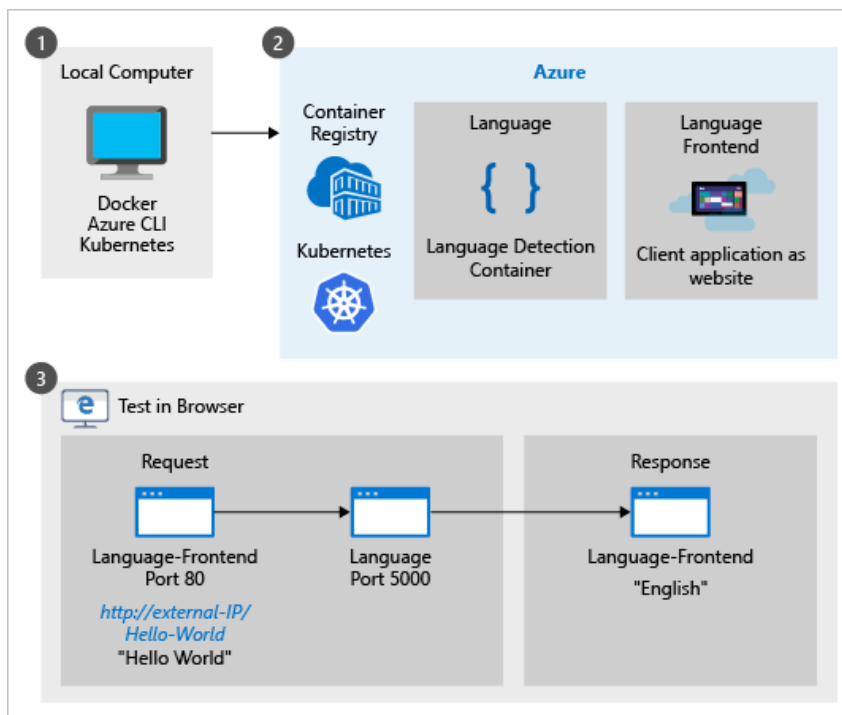 1
Local Computer
Docker
Azure CLI
Kubernetes
2
Azure
Container
Registry
Kubernetes
Language
{ }
Language Detection
Container
Language
Frontend
Client application as
website
3
e
Test in Browser
Request
Language-Frontend
Port 80
http://external-IP/
Hello-World
"Hello World"
Language
Port 5000
Response
Language-Frontend
"English"